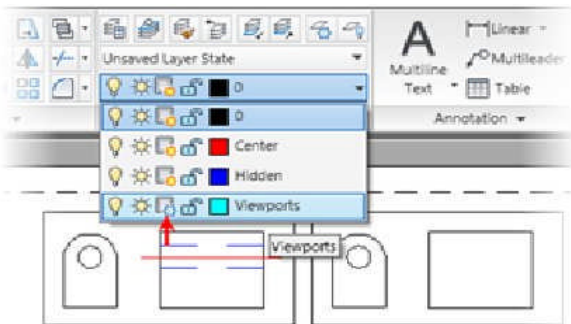 Linear
Unsaved Layer State
Multiline
Text
Multileader
Table
0
Annotation
0
Center
Hidden
Viewports
Viewports